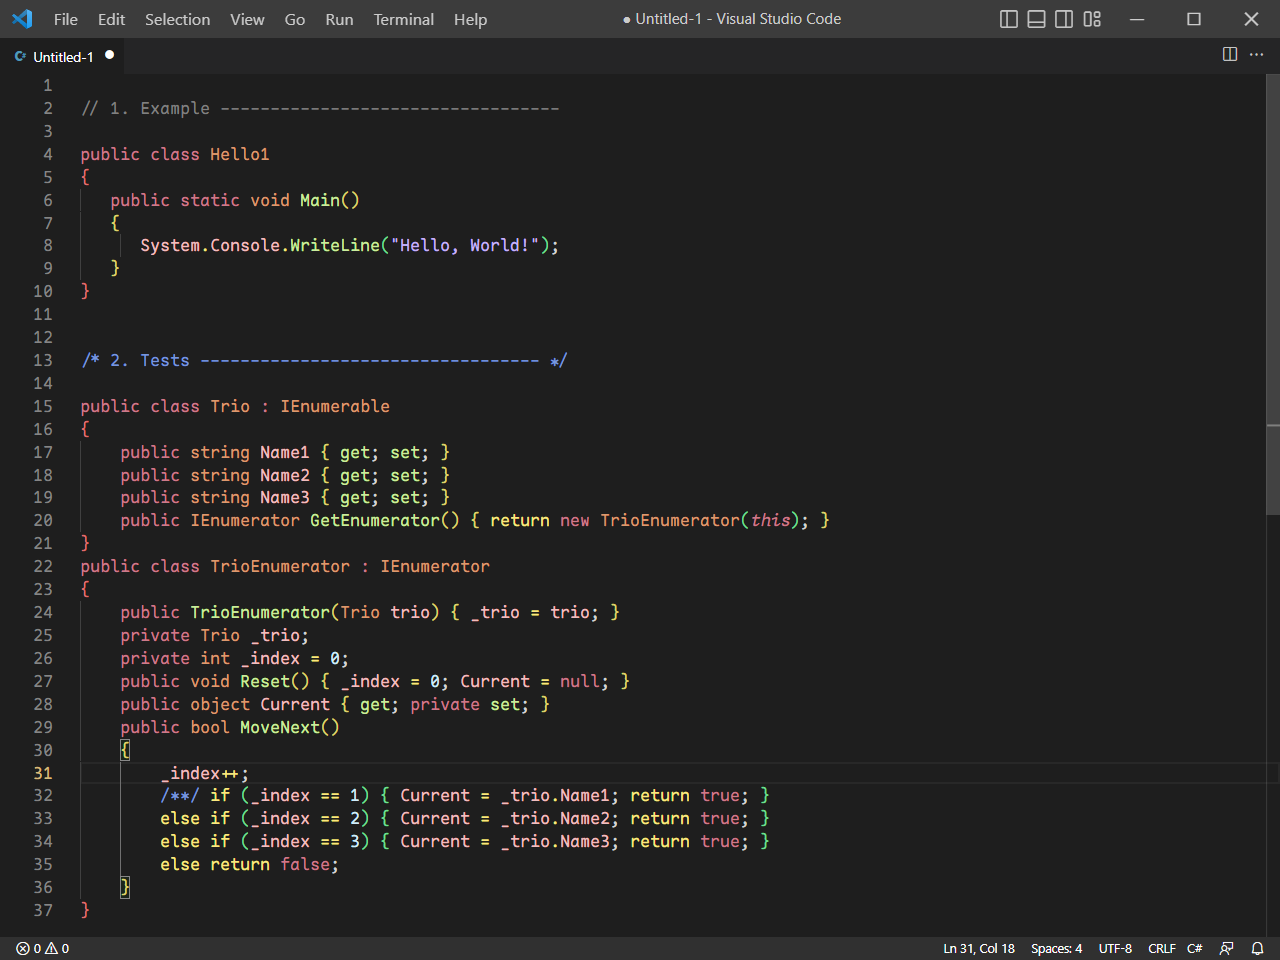 File Edit Selection View Go Run Terminal Help ● Untitled-1 - Visual Studio Code
C# Untitled-1 ●
1
2 // 1. Example ----------------------------------
3
4 public class Hello1
5 {
6 public static void Main()
7 {
8 System.Console.WriteLine("Hello, World!");
9 }
10 }
11
12
13 /* 2. Tests ---------------------------------- */
14
15 public class Trio : IEnumerable
16 {
17 public string Name1 { get; set; }
18 public string Name2 { get; set; }
19 public string Name3 { get; set; }
20 public IEnumerator GetEnumerator() { return new TrioEnumerator(this); }
21 }
22 public class TrioEnumerator : IEnumerator
23 {
24 public TrioEnumerator(Trio trio) { _trio = trio; }
25 private Trio _trio;
26 private int _index = 0;
27 public void Reset() { _index = 0; Current = null; }
28 public object Current { get; private set; }
29 public bool MoveNext()
30 {
31 _index++;
32 /**/ if (_index == 1) { Current = _trio.Name1; return true; }
33 else if (_index == 2) { Current = _trio.Name2; return true; }
34 else if (_index == 3) { Current = _trio.Name3; return true; }
35 else return false;
36 }
37 }
0 0 Ln 31, Col 18 Spaces: 4 UTF-8 CRLF C#